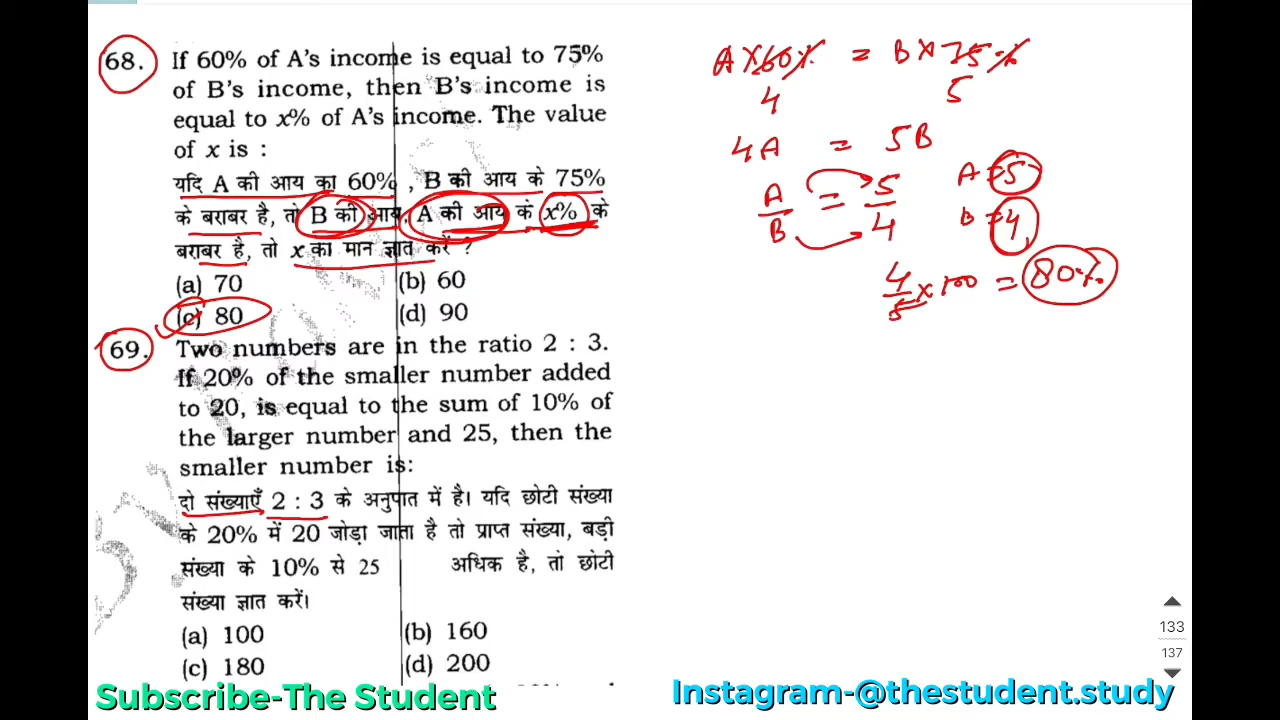 68. If 60% of A's income is equal to 75%
of B's income, then B's income is
equal to x% of A's income. The value
of x is :
यदि A की आय का 60% , B की आय के 75%
के बराबर है, तो B की आय, A की आय के x% के
बराबर है, तो x का मान ज्ञात करें ?
(a) 70 (b) 60
(c) 80 (d) 90
69. Two numbers are in the ratio 2 : 3.
If 20% of the smaller number added
to 20, is equal to the sum of 10% of
the larger number and 25, then the
smaller number is:
दो संख्याएँ 2 : 3 के अनुपात में है। यदि छोटी संख्या
के 20% में 20 जोड़ा जाता है तो प्राप्त संख्या, बड़ी
संख्या के 10% से 25 अधिक है, तो छोटी
संख्या ज्ञात करें।
(a) 100 (b) 160
(c) 180 (d) 200
A × 60% = B × 75%
4 5
4A = 5B
A/B = 5/4 A = 5
B = 4
4/5 × 100 = 80%
133
137
Subscribe-The Student
Instagram-@thestudent.study